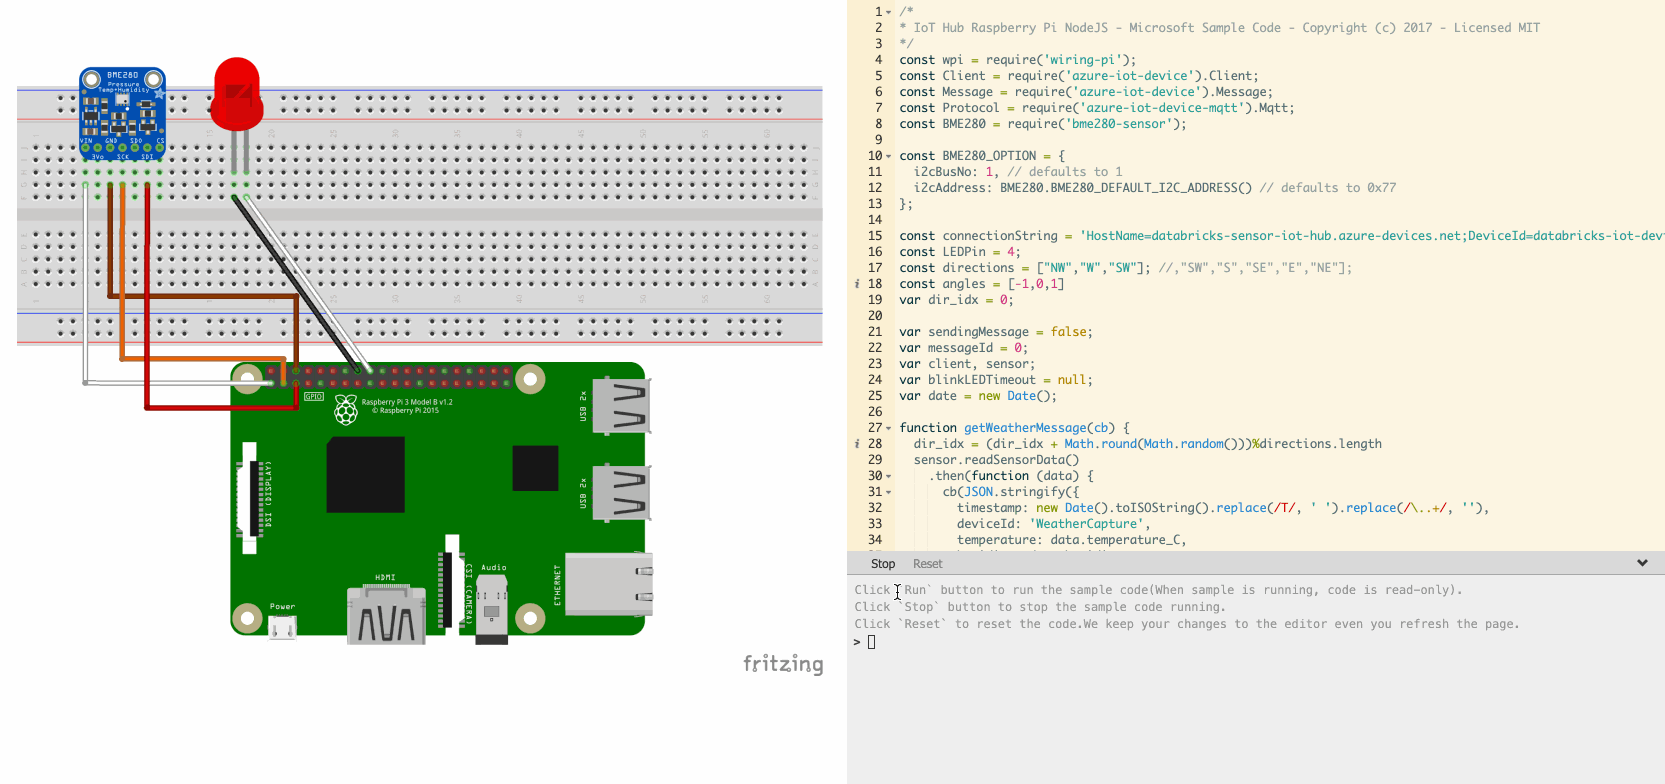 BME280
Pressure
Temp+Humidity
VIN GND SDO CS
3Vo SCK SDI
GPIO
Raspberry Pi 3 Model B v1.2
© Raspberry Pi 2015
USB 2x
USB 2x
DSI (DISPLAY)
CSI (CAMERA)
ETHERNET
HDMI
Audio
Power
fritzing
1 /*
2 * IoT Hub Raspberry Pi NodeJS - Microsoft Sample Code - Copyright (c) 2017 - Licensed MIT
3 */
4 const wpi = require('wiring-pi');
5 const Client = require('azure-iot-device').Client;
6 const Message = require('azure-iot-device').Message;
7 const Protocol = require('azure-iot-device-mqtt').Mqtt;
8 const BME280 = require('bme280-sensor');
9
10 const BME280_OPTION = {
11 i2cBusNo: 1, // defaults to 1
12 i2cAddress: BME280.BME280_DEFAULT_I2C_ADDRESS() // defaults to 0x77
13 };
14
15 const connectionString = 'HostName=databricks-sensor-iot-hub.azure-devices.net;DeviceId=databricks-iot-dev
16 const LEDPin = 4;
17 const directions = ["NW","W","SW"]; //,"SW","S","SE","E","NE"];
18 const angles = [-1,0,1]
19 var dir_idx = 0;
20
21 var sendingMessage = false;
22 var messageId = 0;
23 var client, sensor;
24 var blinkLEDTimeout = null;
25 var date = new Date();
26
27 function getWeatherMessage(cb) {
28 dir_idx = (dir_idx + Math.round(Math.random()))%directions.length
29 sensor.readSensorData()
30 .then(function (data) {
31 cb(JSON.stringify({
32 timestamp: new Date().toISOString().replace(/T/, ' ').replace(/\..+/, ''),
33 deviceId: 'WeatherCapture',
34 temperature: data.temperature_C,
Stop Reset
Click `Run` button to run the sample code(When sample is running, code is read-only).
Click `Stop` button to stop the sample code running.
Click `Reset` to reset the code.We keep your changes to the editor even you refresh the page.
>